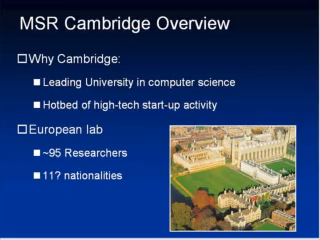 MSR Cambridge Overview
Why Cambridge:
Leading University in computer science
Hotbed of high-tech start-up activity
European lab
~95 Researchers
11? nationalities